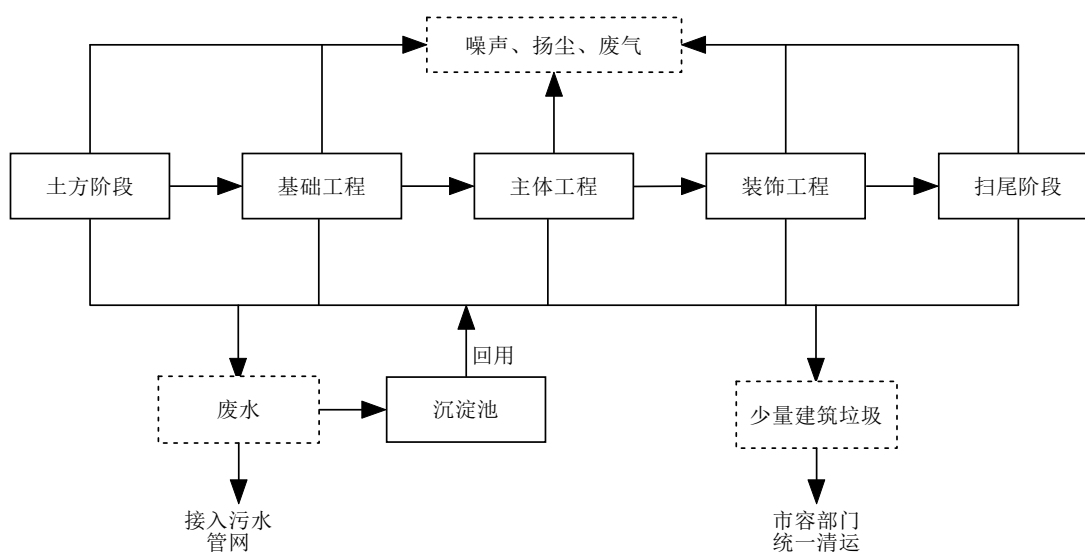 噪声、扬尘、废气
土方阶段
基础工程
主体工程
装饰工程
扫尾阶段
回用
废水
沉淀池
少量建筑垃圾
接入污水
管网
市容部门
统一清运